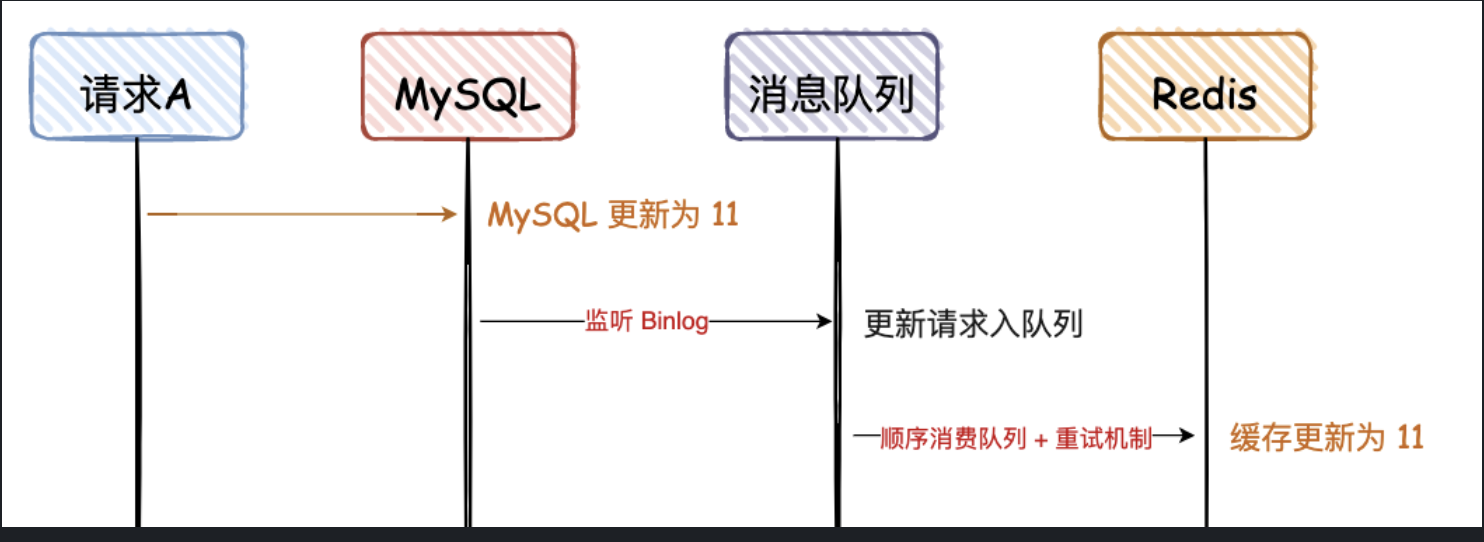 请求A
MySQL
消息队列
Redis
MySQL 更新为 11
监听 Binlog
更新请求入队列
顺序消费队列 + 重试机制
缓存更新为 11